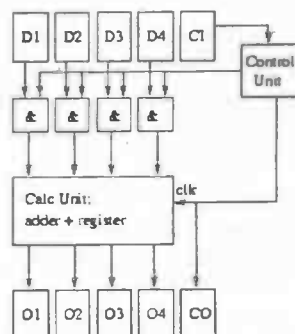 D1 D2 D3 D4 CI
Control
Unit
& & & &
clk
Calc Unit:
adder + register
O1 O2 O3 O4 CO